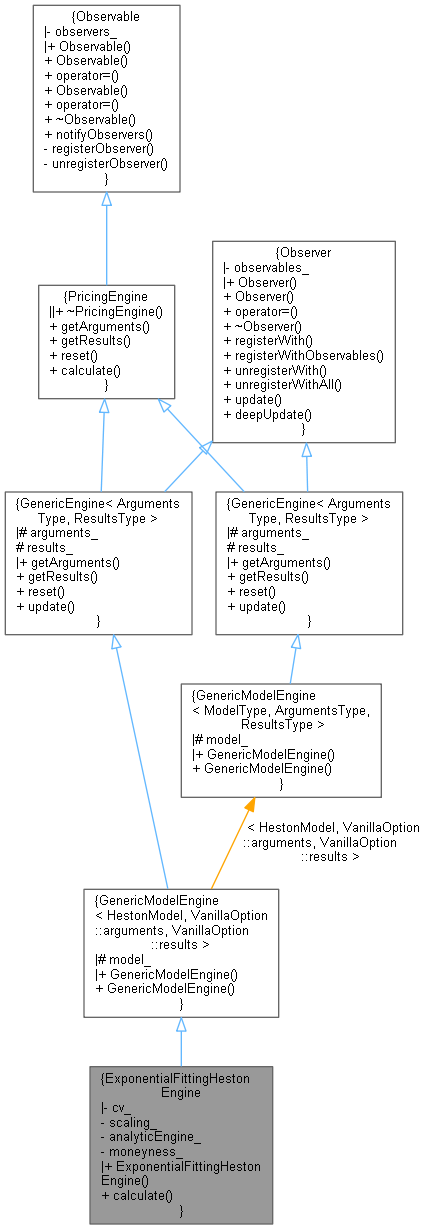 {Observable
|- observers_
|+ Observable()
+ Observable()
+ operator=()
+ Observable()
+ operator=()
+ ~Observable()
+ notifyObservers()
- registerObserver()
- unregisterObserver()
}
{Observer
|- observables_
|+ Observer()
+ Observer()
+ operator=()
+ ~Observer()
+ registerWith()
+ registerWithObservables()
+ unregisterWith()
+ unregisterWithAll()
+ update()
+ deepUpdate()
}
{PricingEngine
||+ ~PricingEngine()
+ getArguments()
+ getResults()
+ reset()
+ calculate()
}
{GenericEngine< Arguments
Type, ResultsType >
|# arguments_
# results_
|+ getArguments()
+ getResults()
+ reset()
+ update()
}
{GenericEngine< Arguments
Type, ResultsType >
|# arguments_
# results_
|+ getArguments()
+ getResults()
+ reset()
+ update()
}
{GenericModelEngine
< ModelType, ArgumentsType,
ResultsType >
|# model_
|+ GenericModelEngine()
+ GenericModelEngine()
}
< HestonModel, VanillaOption
::arguments, VanillaOption
::results >
{GenericModelEngine
< HestonModel, VanillaOption
::arguments, VanillaOption
::results >
|# model_
|+ GenericModelEngine()
+ GenericModelEngine()
}
{ExponentialFittingHeston
Engine
|- cv_
- scaling_
- analyticEngine_
- moneyness_
|+ ExponentialFittingHeston
Engine()
+ calculate()
}